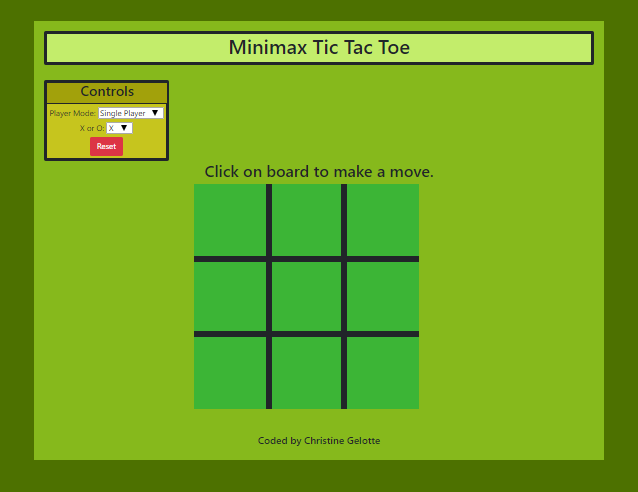 Minimax Tic Tac Toe
Controls
Player Mode: Single Player
X or O: X
Reset
Click on board to make a move.
Coded by Christine Gelotte